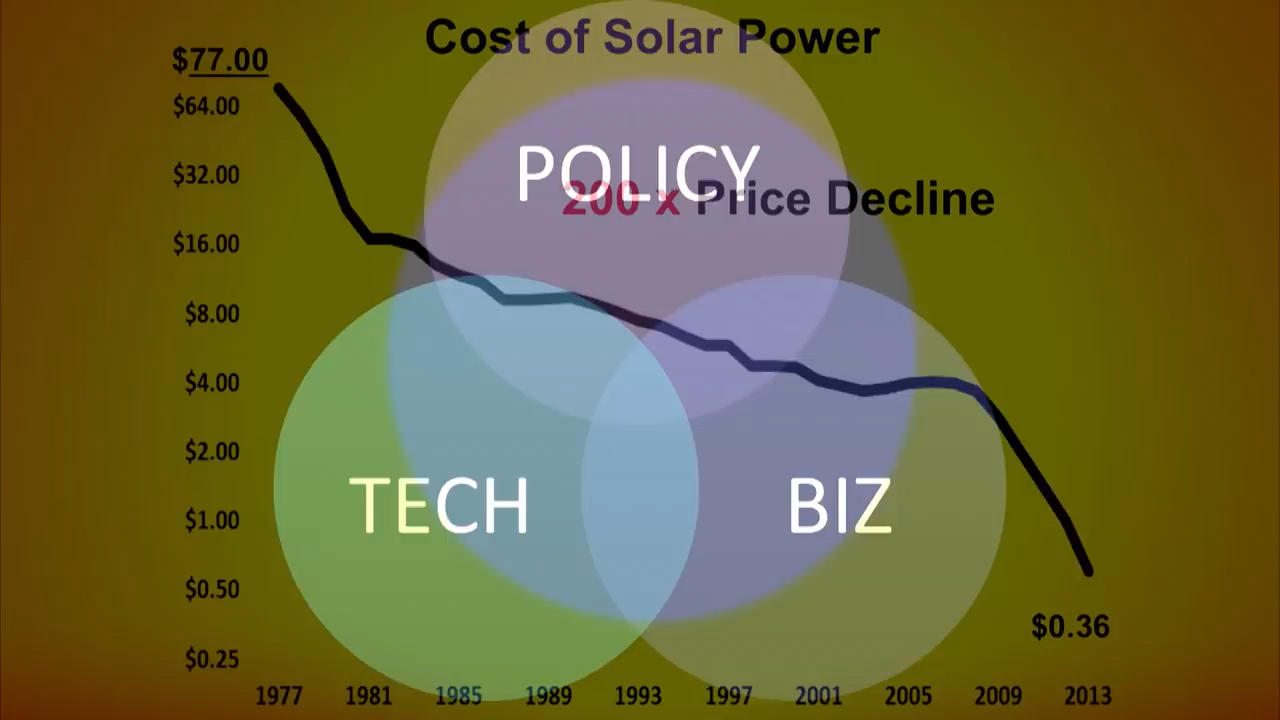 Cost of Solar Power
$77.00
$64.00
POLICY
$32.00
200 x Price Decline
$16.00
$8.00
$4.00
$2.00
TECH
BIZ
$1.00
$0.50
$0.36
$0.25
1977 1981 1985 1989 1993 1997 2001 2005 2009 2013